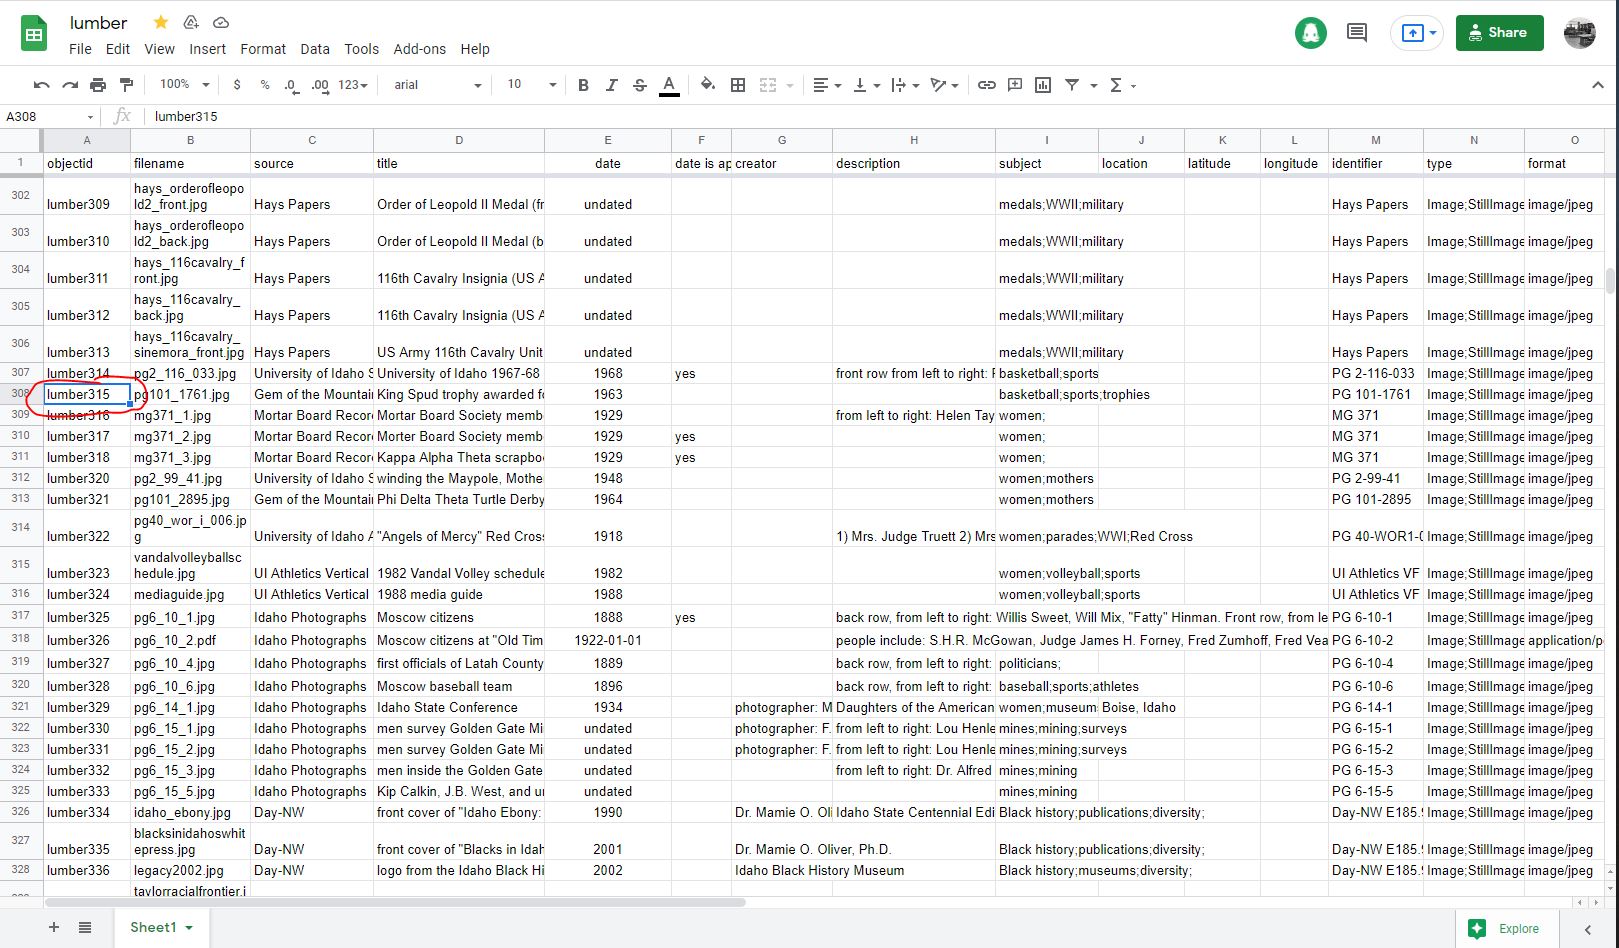 lumber
File Edit View Insert Format Data Tools Add-ons Help
Share
100% $ % .0 .00 123 arial 10 B I S A
A308 fx lumber315
A B C D E F G H I J K L M N O
1 objectid filename source title date date is ap creator description subject location latitude longitude identifier type format
302 lumber309 hays_orderofleopo
ld2_front.jpg Hays Papers Order of Leopold II Medal (fr undated medals;WWII;military Hays Papers Image;StillImage image/jpeg
303 lumber310 hays_orderofleopo
ld2_back.jpg Hays Papers Order of Leopold II Medal (b undated medals;WWII;military Hays Papers Image;StillImage image/jpeg
304 lumber311 hays_116cavalry_f
ront.jpg Hays Papers 116th Cavalry Insignia (US A undated medals;WWII;military Hays Papers Image;StillImage image/jpeg
305 lumber312 hays_116cavalry_
back.jpg Hays Papers 116th Cavalry Insignia (US A undated medals;WWII;military Hays Papers Image;StillImage image/jpeg
306 lumber313 hays_116cavalry_
sinemora_front.jpg Hays Papers US Army 116th Cavalry Unit undated medals;WWII;military Hays Papers Image;StillImage image/jpeg
307 lumber314 pg2_116_033.jpg University of Idaho S University of Idaho 1967-68 1968 yes front row from left to right: F basketball;sports PG 2-116-033 Image;StillImage image/jpeg
308 lumber315 pg101_1761.jpg Gem of the Mountain King Spud trophy awarded fo 1963 basketball;sports;trophies PG 101-1761 Image;StillImage image/jpeg
309 lumber316 mg371_1.jpg Mortar Board Recor Mortar Board Society memb 1929 from left to right: Helen Tay women; MG 371 Image;StillImage image/jpeg
310 lumber317 mg371_2.jpg Mortar Board Recor Morter Board Society memb 1929 yes women; MG 371 Image;StillImage image/jpeg
311 lumber318 mg371_3.jpg Mortar Board Recor Kappa Alpha Theta scrapboo 1929 yes women; MG 371 Image;StillImage image/jpeg
312 lumber320 pg2_99_41.jpg University of Idaho S winding the Maypole, Mothe 1948 women;mothers PG 2-99-41 Image;StillImage image/jpeg
313 lumber321 pg101_2895.jpg Gem of the Mountain Phi Delta Theta Turtle Derby 1964 women;mothers PG 101-2895 Image;StillImage image/jpeg
314 lumber322 pg40_wor_i_006.jp
g University of Idaho A "Angels of Mercy" Red Cross 1918 1) Mrs. Judge Truett 2) Mrs women;parades;WWI;Red Cross PG 40-WOR1-0 Image;StillImage image/jpeg
315 lumber323 vandalvolleyballsc
hedule.jpg UI Athletics Vertical 1982 Vandal Volley schedule 1982 women;volleyball;sports UI Athletics VF Image;StillImage image/jpeg
316 lumber324 mediaguide.jpg UI Athletics Vertical 1988 media guide 1988 women;volleyball;sports UI Athletics VF Image;StillImage image/jpeg
317 lumber325 pg6_10_1.jpg Idaho Photographs Moscow citizens 1888 yes back row, from left to right: Willis Sweet, Will Mix, "Fatty" Hinman. Front row, from le PG 6-10-1 Image;StillImage image/jpeg
318 lumber326 pg6_10_2.pdf Idaho Photographs Moscow citizens at "Old Tim 1922-01-01 people include: S.H.R. McGowan, Judge James H. Forney, Fred Zumhoff, Fred Vea PG 6-10-2 Image;StillImage application/p
319 lumber327 pg6_10_4.jpg Idaho Photographs first officials of Latah County 1889 back row, from left to right: politicians; PG 6-10-4 Image;StillImage image/jpeg
320 lumber328 pg6_10_6.jpg Idaho Photographs Moscow baseball team 1896 back row, from left to right: baseball;sports;athletes PG 6-10-6 Image;StillImage image/jpeg
321 lumber329 pg6_14_1.jpg Idaho Photographs Idaho State Conference 1934 photographer: M Daughters of the American women;museum Boise, Idaho PG 6-14-1 Image;StillImage image/jpeg
322 lumber330 pg6_15_1.jpg Idaho Photographs men survey Golden Gate Mi undated photographer: F. from left to right: Lou Henle mines;mining;surveys PG 6-15-1 Image;StillImage image/jpeg
323 lumber331 pg6_15_2.jpg Idaho Photographs men survey Golden Gate Mi undated photographer: F. from left to right: Lou Henle mines;mining;surveys PG 6-15-2 Image;StillImage image/jpeg
324 lumber332 pg6_15_3.jpg Idaho Photographs men inside the Golden Gate undated from left to right: Dr. Alfred mines;mining PG 6-15-3 Image;StillImage image/jpeg
325 lumber333 pg6_15_5.jpg Idaho Photographs Kip Calkin, J.B. West, and un undated mines;mining PG 6-15-5 Image;StillImage image/jpeg
326 lumber334 idaho_ebony.jpg Day-NW front cover of "Idaho Ebony: 1990 Dr. Mamie O. Oli Idaho State Centennial Edi Black history;publications;diversity; Day-NW E185.9 Image;StillImage image/jpeg
327 lumber335 blacksinidahoswhit
epress.jpg Day-NW front cover of "Blacks in Idah 2001 Dr. Mamie O. Oliver, Ph.D. Black history;publications;diversity; Day-NW E185.9 Image;StillImage image/jpeg
328 lumber336 legacy2002.jpg Day-NW logo from the Idaho Black Hi 2002 Idaho Black History Museum Black history;museums;diversity; Day-NW E185.9 Image;StillImage image/jpeg
taylorracialfrontier.j
Sheet1 Explore